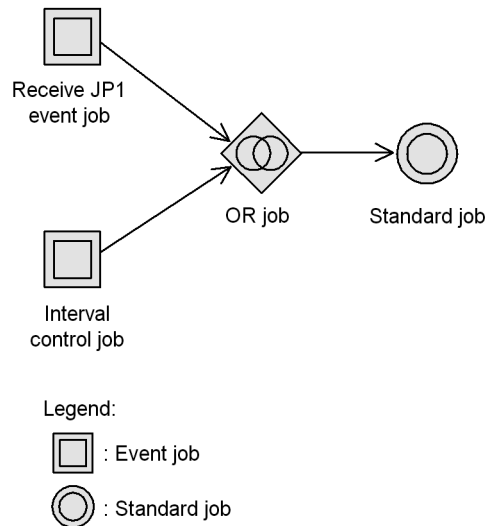 Receive JP1
event job
OR job
Standard job
Interval
control job
Legend:
: Event job
: Standard job